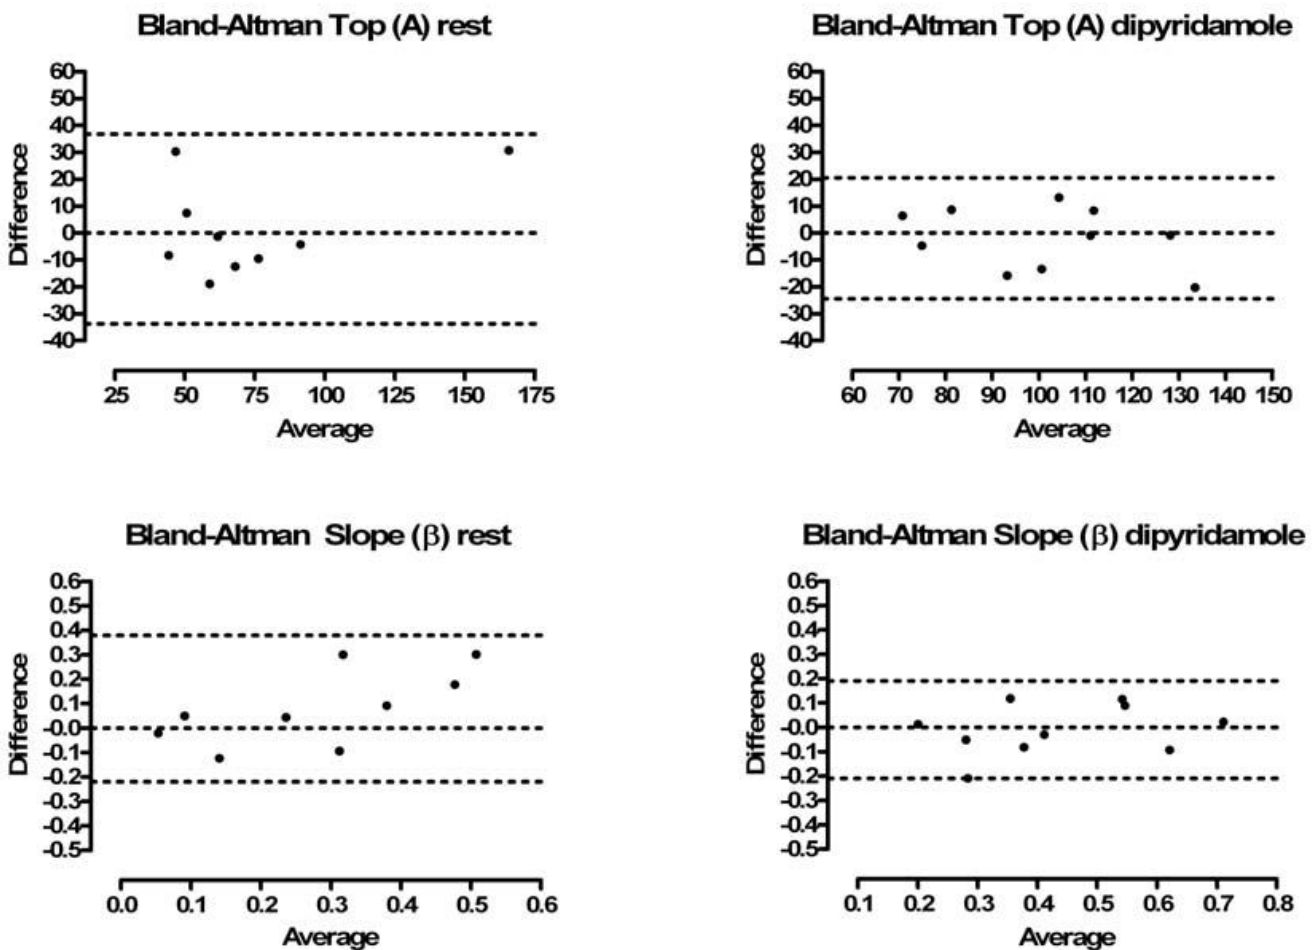 Bland-Altman Top (A) rest
60
50
40
30
20
10
0
-10
-20
-30
-40
Difference
25 50 75 100 125 150 175
Average
Bland-Altman Top (A) dipyridamole
60
50
40
30
20
10
0
-10
-20
-30
-40
Difference
60 70 80 90 100 110 120 130 140 150
Average
Bland-Altman Slope (β) rest
0.6
0.5
0.4
0.3
0.2
0.1
-0.0
-0.1
-0.2
-0.3
-0.4
-0.5
Difference
0.0 0.1 0.2 0.3 0.4 0.5 0.6
Average
Bland-Altman Slope (β) dipyridamole
0.6
0.5
0.4
0.3
0.2
0.1
-0.0
-0.1
-0.2
-0.3
-0.4
-0.5
Difference
0.1 0.2 0.3 0.4 0.5 0.6 0.7 0.8
Average